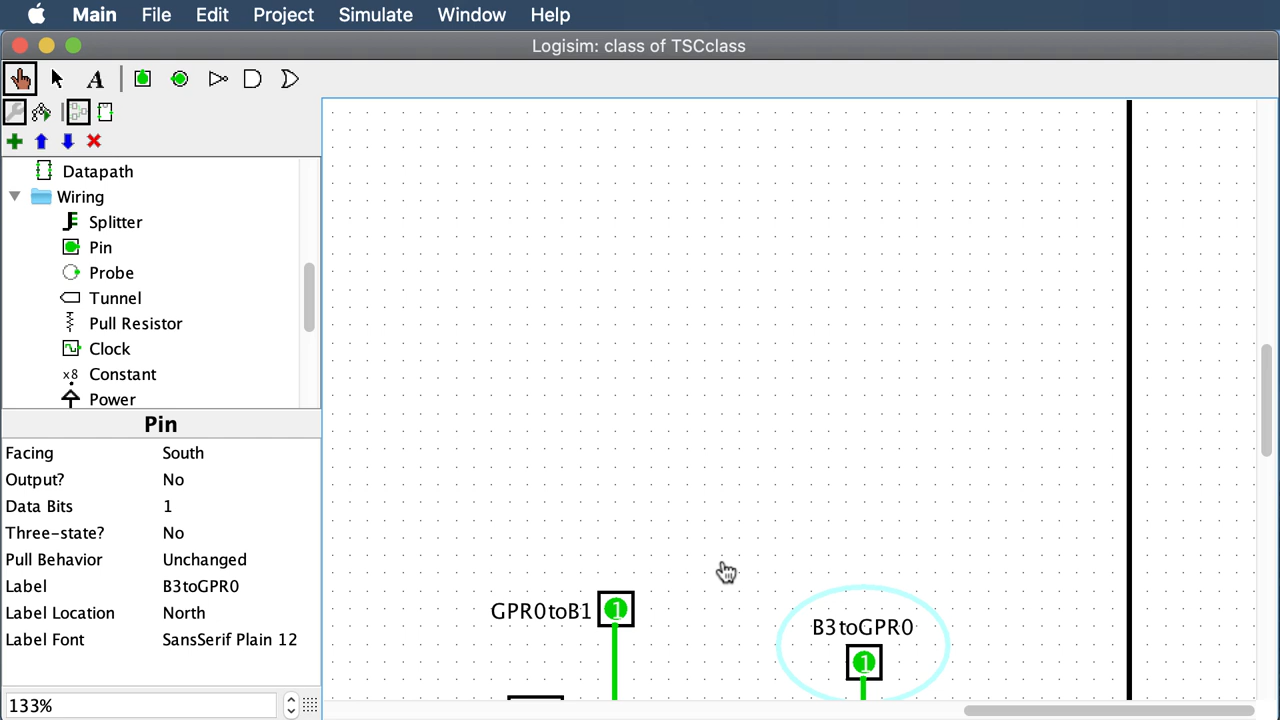 Main File Edit Project Simulate Window Help
Logisim: class of TSCclass
A
Datapath
Wiring
Splitter
Pin
Probe
Tunnel
Pull Resistor
Clock
x8 Constant
Power
Pin
Facing South
Output? No
Data Bits 1
Three-state? No
Pull Behavior Unchanged
Label B3toGPR0
Label Location North
Label Font SansSerif Plain 12
133%
GPR0toB1 1
B3toGPR0
1